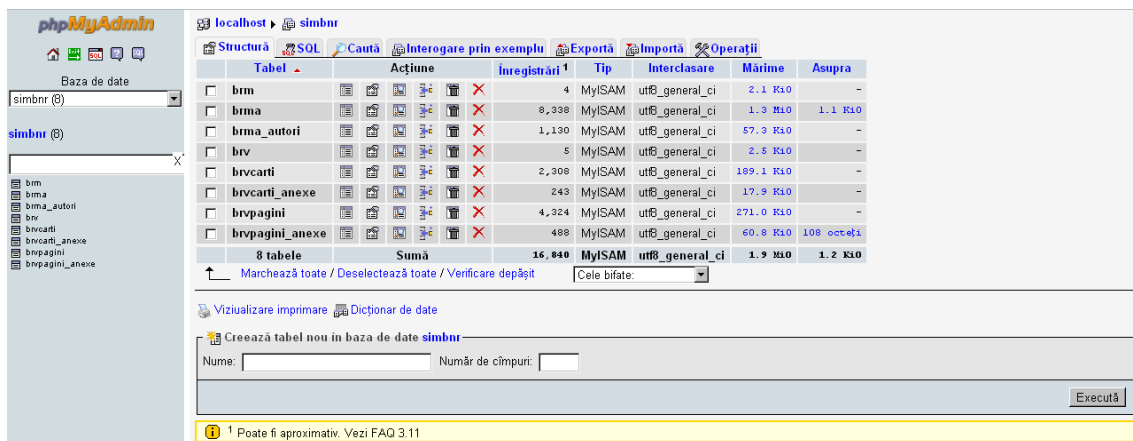 phpMyAdmin
Baza de date
simbnr (8)
simbnr (8)
X
brm
brma
brma_autori
brv
brvcarti
brvcarti_anexe
brvpagini
brvpagini_anexe
localhost simbnr
Structură SQL Caută Interogare prin exemplu Exportă Importă Operații
Tabel Acțiune Înregistrări 1 Tip Interclasare Mărime Asupra
brm 4 MyISAM utf8_general_ci 2.1 KiO -
brma 8,338 MyISAM utf8_general_ci 1.3 MiO 1.1 KiO
brma_autori 1,130 MyISAM utf8_general_ci 57.3 KiO -
brv 5 MyISAM utf8_general_ci 2.5 KiO -
brvcarti 2,308 MyISAM utf8_general_ci 189.1 KiO -
brvcarti_anexe 243 MyISAM utf8_general_ci 17.9 KiO -
brvpagini 4,324 MyISAM utf8_general_ci 271.0 KiO -
brvpagini_anexe 488 MyISAM utf8_general_ci 60.8 KiO 108 octeți
8 tabele Sumă 16,840 MyISAM utf8_general_ci 1.9 MiO 1.2 KiO
Marchează toate / Deselectează toate / Verificare depășit Cele bifate:
Viziualizare imprimare Dicționar de date
Creează tabel nou in baza de date simbnr
Nume: Număr de cîmpuri:
Execută
1 Poate fi aproximativ. Vezi FAQ 3.11